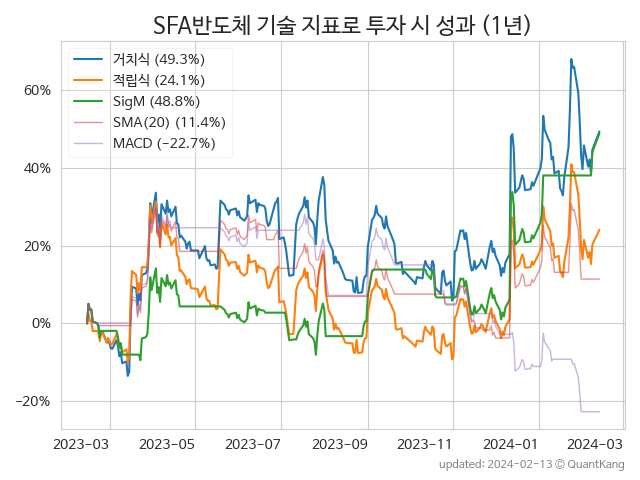 SFA반도체 기술 지표로 투자 시 성과 (1년)
거치식 (49.3%)
적립식 (24.1%)
SigM (48.8%)
SMA(20) (11.4%)
MACD (−22.7%)
60%
40%
20%
0%
−20%
2023-03 2023-05 2023-07 2023-09 2023-11 2024-01 2024-03
updated: 2024-02-13 © QuantKang